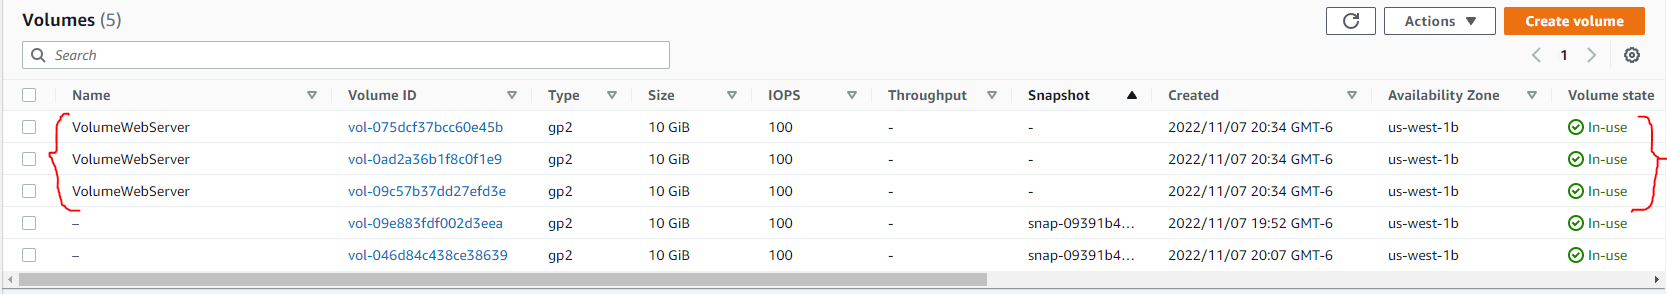 Volumes (5) Actions Create volume
Search 1
Name Volume ID Type Size IOPS Throughput Snapshot Created Availability Zone Volume state
VolumeWebServer vol-075dcf37bcc60e45b gp2 10 GiB 100 - - 2022/11/07 20:34 GMT-6 us-west-1b In-use
VolumeWebServer vol-0ad2a36b1f8c0f1e9 gp2 10 GiB 100 - - 2022/11/07 20:34 GMT-6 us-west-1b In-use
VolumeWebServer vol-09c57b37dd27efd3e gp2 10 GiB 100 - - 2022/11/07 20:34 GMT-6 us-west-1b In-use
– vol-09e883fdf002d3eea gp2 10 GiB 100 - snap-09391b4... 2022/11/07 19:52 GMT-6 us-west-1b In-use
– vol-046d84c438ce38639 gp2 10 GiB 100 - snap-09391b4... 2022/11/07 20:07 GMT-6 us-west-1b In-use